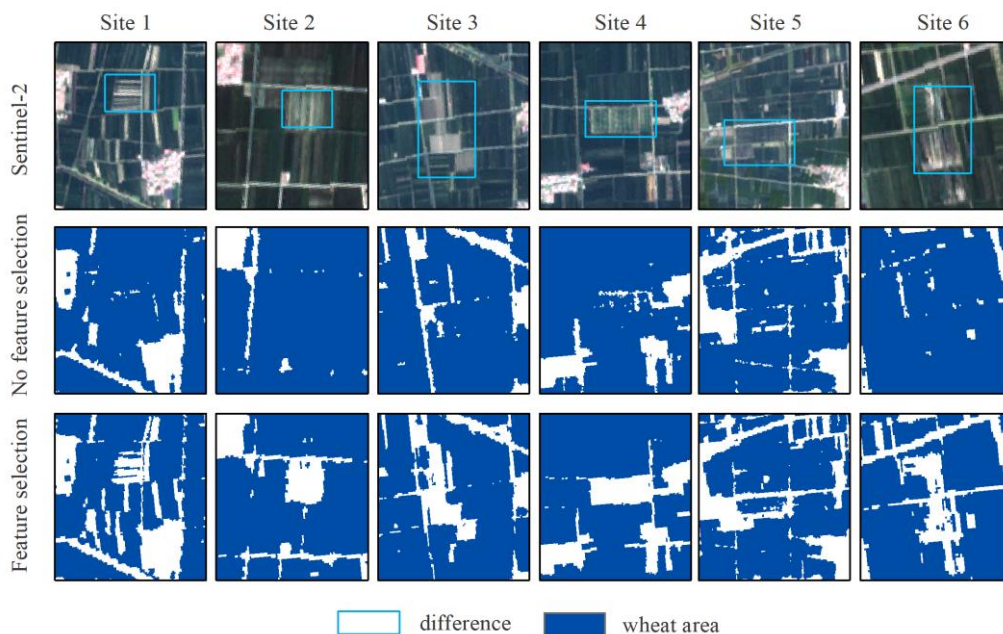 Site 1 Site 2 Site 3 Site 4 Site 5 Site 6
Sentinel-2
No feature selection
Feature selection
difference wheat area